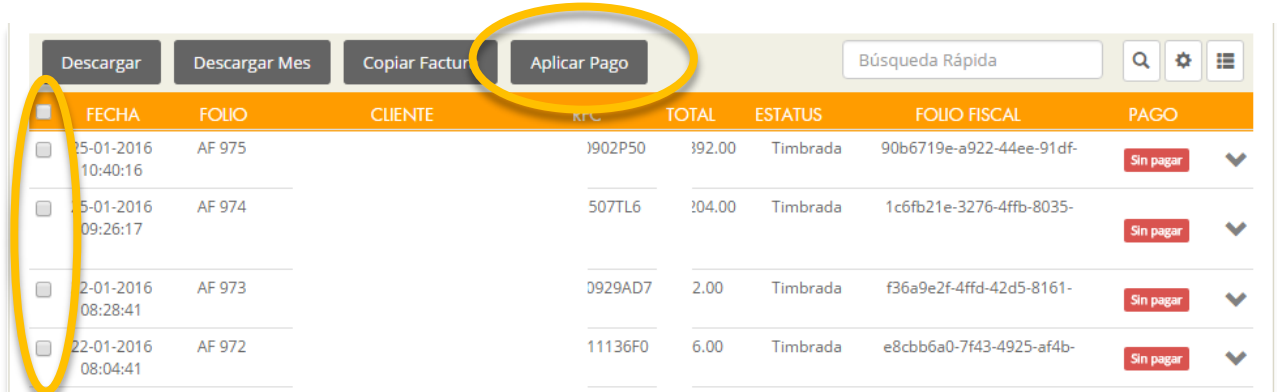 Descargar Descargar Mes Copiar Factur Aplicar Pago Búsqueda Rápida
FECHA FOLIO CLIENTE RFC TOTAL ESTATUS FOLIO FISCAL PAGO
25-01-2016 AF 975 0902P50 392.00 Timbrada 90b6719e-a922-44ee-91df- Sin pagar
10:40:16
25-01-2016 AF 974 507TL6 204.00 Timbrada 1c6fb21e-3276-4ffb-8035- Sin pagar
09:26:17
22-01-2016 AF 973 0929AD7 2.00 Timbrada f36a9e2f-4ffd-42d5-8161- Sin pagar
08:28:41
22-01-2016 AF 972 11136F0 6.00 Timbrada e8cbb6a0-7f43-4925-af4b- Sin pagar
08:04:41